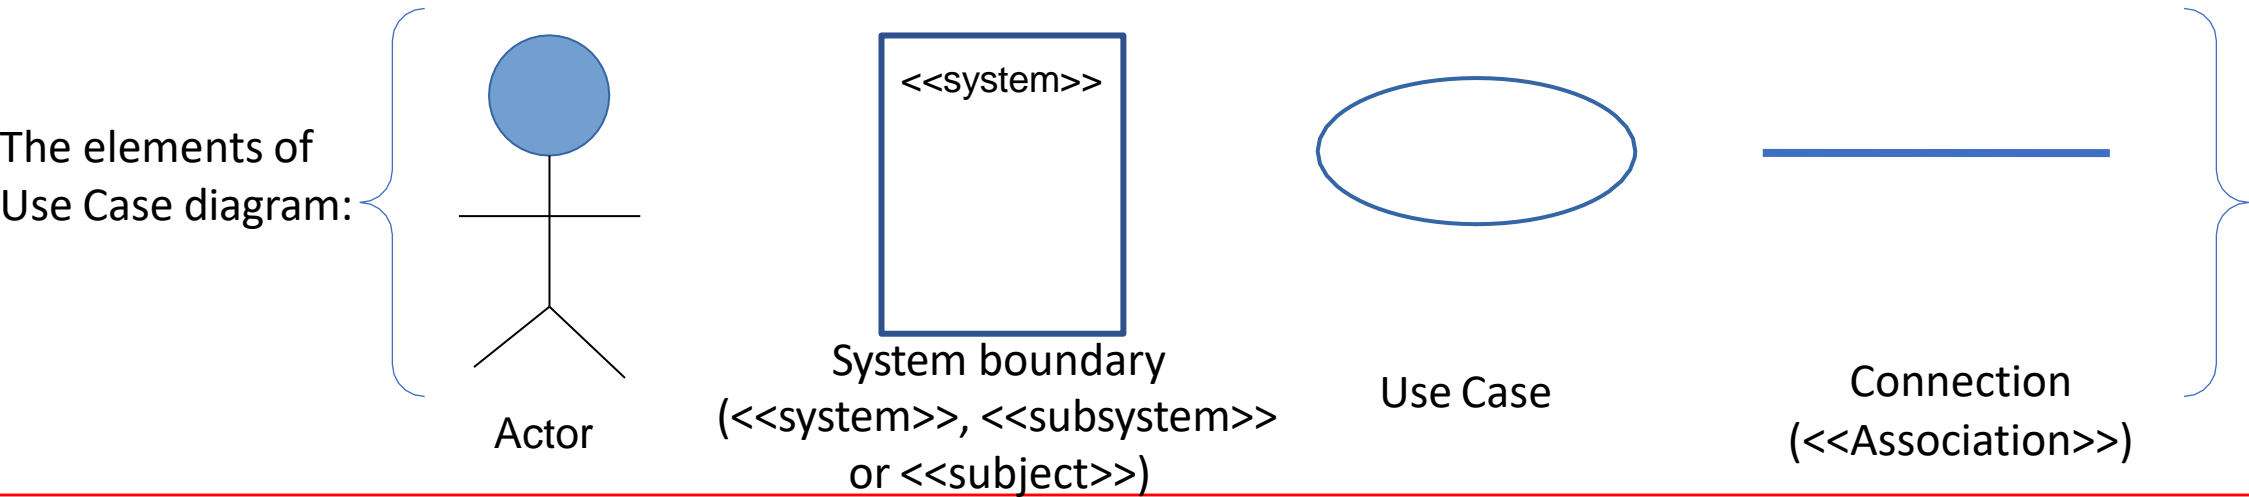 The elements of
Use Case diagram:
<<system>>
Actor
System boundary
(<<system>>, <<subsystem>>
or <<subject>>)
Use Case
Connection
(<<Association>>)